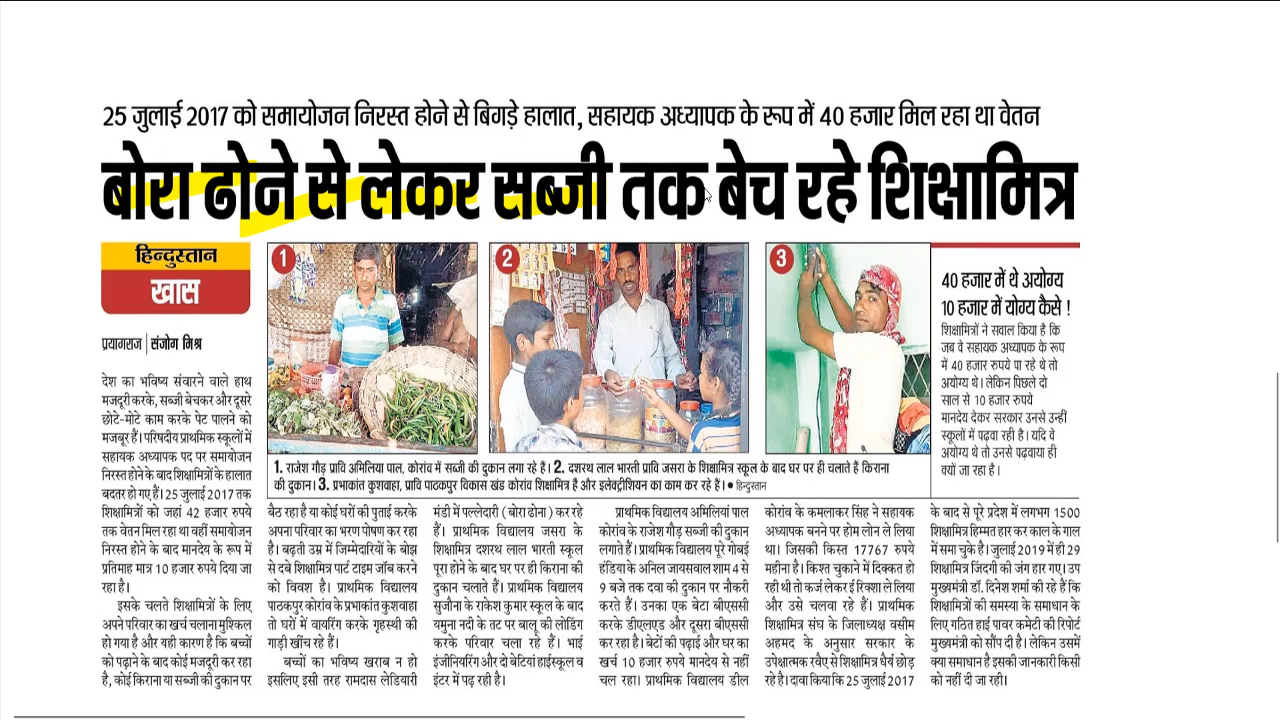 25 जुलाई 2017 को समायोजन निरस्त होने से बिगड़े हालात, सहायक अध्यापक के रूप में 40 हजार मिल रहा था वेतन
बोरा ढोने से लेकर सब्जी तक बेच रहे शिक्षामित्र
हिन्दुस्तान
खास
प्रयागराज | संजोग मिश्र
देश का भविष्य संवारने वाले हाथ
मजदूरी करके, सब्जी बेचकर और दूसरे
छोटे-मोटे काम करके पेट पालने को
मजबूर हैं। परिषदीय प्राथमिक स्कूलों में
सहायक अध्यापक पद पर समायोजन
निरस्त होने के बाद शिक्षामित्रों के हालात
बदतर हो गए हैं। 25 जुलाई 2017 तक
शिक्षामित्रों को जहां 42 हजार रुपये
तक वेतन मिल रहा था वहीं समायोजन
निरस्त होने के बाद मानदेय के रूप में
प्रतिमाह मात्र 10 हजार रुपये दिया जा
रहा है।
इसके चलते शिक्षामित्रों के लिए
अपने परिवार का खर्च चलाना मुश्किल
हो गया है और यही कारण है कि बच्चों
को पढ़ाने के बाद कोई मजदूरी कर रहा
है, कोई किराना या सब्जी की दुकान पर
1
2
3
1. राजेश गौड़ प्रावि अमिलिया पाल, कोरांव में सब्जी की दुकान लगा रहे हैं। 2. दशरथ लाल भारती प्रावि जसरा के शिक्षामित्र स्कूल के बाद घर पर ही चलाते हैं किराना
की दुकान। 3. प्रभाकांत कुशवाहा, प्रावि पाठकपुर विकास खंड कोरांव शिक्षामित्र है और इलेक्ट्रीशियन का काम कर रहे हैं। ● हिन्दुस्तान
40 हजार में थे अयोग्य
10 हजार में योग्य कैसे !
शिक्षामित्रों ने सवाल किया है कि
जब वे सहायक अध्यापक के रूप
में 40 हजार रुपये पा रहे थे तो
अयोग्य थे। लेकिन पिछले दो
साल से 10 हजार रुपये
मानदेय देकर सरकार उनसे उन्हीं
स्कूलों में पढ़वा रही है। यदि वे
अयोग्य थे तो उनसे पढ़वाया ही
क्यों जा रहा है।
बैठ रहा है या कोई घरों की पुताई करके
अपना परिवार का भरण पोषण कर रहा
है। बढ़ती उम्र में जिम्मेदारियों के बोझ
से दबे शिक्षामित्र पार्ट टाइम जॉब करने
को विवश है। प्राथमिक विद्यालय
पाठकपुर कोरांव के प्रभाकांत कुशवाहा
तो घरों में वायरिंग करके गृहस्थी की
गाड़ी खींच रहे हैं।
बच्चों का भविष्य खराब न हो
इसलिए इसी तरह रामदास लेडियारी
मंडी में पल्लेदारी ( बोरा ढोना ) कर रहे
हैं। प्राथमिक विद्यालय जसरा के
शिक्षामित्र दशरथ लाल भारती स्कूल
पूरा होने के बाद घर पर ही किराना की
दुकान चलाते हैं। प्राथमिक विद्यालय
सुजौना के राकेश कुमार स्कूल के बाद
यमुना नदी के तट पर बालू की लोडिंग
करके परिवार चला रहे हैं। भाई
इंजीनियरिंग और दो बेटियां हाईस्कूल व
इंटर में पढ़ रही है।
प्राथमिक विद्यालय अमिलियां पाल
कोरांव के राजेश गौड़ सब्जी की दुकान
लगाते हैं। प्राथमिक विद्यालय पूरे गोबई
हंडिया के अनिल जायसवाल शाम 4 से
9 बजे तक दवा की दुकान पर नौकरी
करते हैं। उनका एक बेटा बीएससी
करके डीएलएड और दूसरा बीएससी
कर रहा है। बेटों की पढ़ाई और घर का
खर्च 10 हजार रुपये मानदेय से नहीं
चल रहा। प्राथमिक विद्यालय डील
कोरांव के कमलाकर सिंह ने सहायक
अध्यापक बनने पर होम लोन ले लिया
था। जिसकी किस्त 17767 रुपये
महीना है। किश्त चुकाने में दिक्कत हो
रही थी तो कर्ज लेकर ई रिक्शा ले लिया
और उसे चलवा रहे हैं। प्राथमिक
शिक्षामित्र संघ के जिलाध्यक्ष वसीम
अहमद के अनुसार सरकार के
उपेक्षात्मक रवैए से शिक्षामित्र धैर्य छोड़
रहे है। दावा किया कि 25 जुलाई 2017
के बाद से पूरे प्रदेश में लगभग 1500
शिक्षामित्र हिम्मत हार कर काल के गाल
में समा चुके है। जुलाई 2019 में ही 29
शिक्षामित्र जिंदगी की जंग हार गए। उप
मुख्यमंत्री डॉ. दिनेश शर्मा की रहे हैं कि
शिक्षामित्रों की समस्या के समाधान के
लिए गठित हाई पावर कमेटी की रिपोर्ट
मुख्यमंत्री को सौंप दी है। लेकिन उसमें
क्या समाधान है इसकी जानकारी किसी
को नहीं दी जा रही।